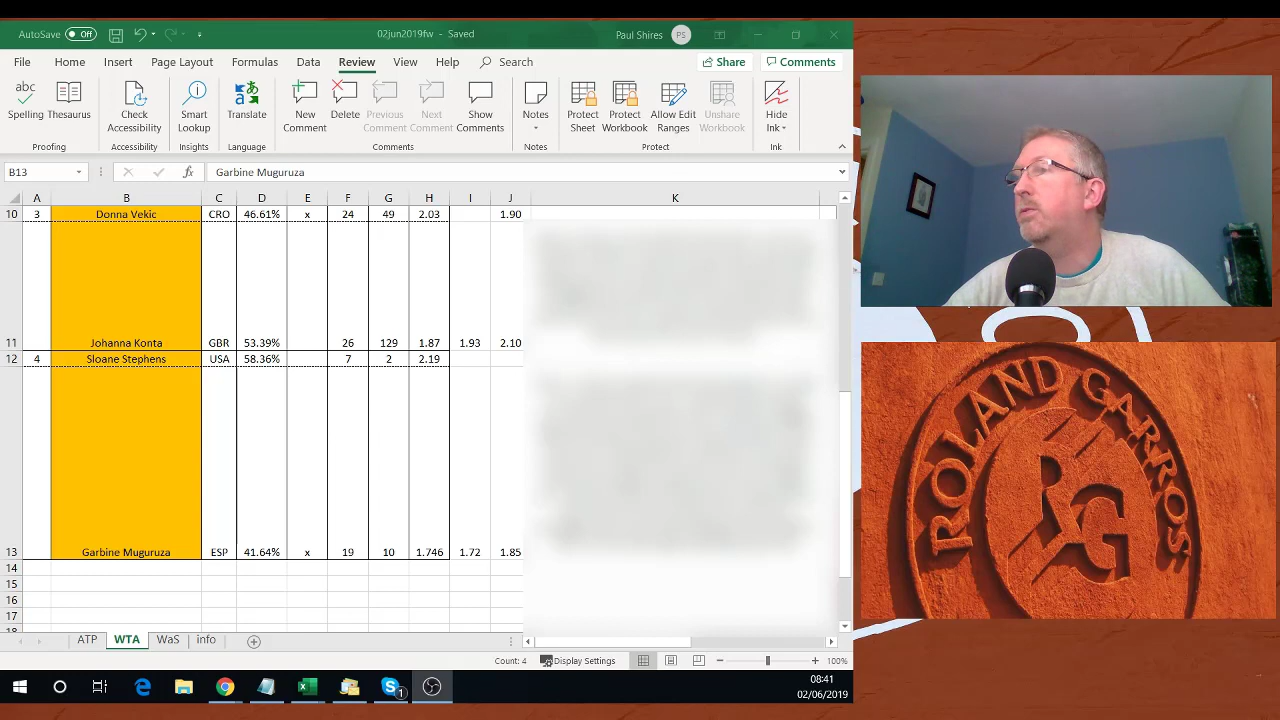 AutoSave Off 02jun2019fw - Saved Paul Shires PS
File Home Insert Page Layout Formulas Data Review View Help Search Share Comments
abc
Spelling Thesaurus Check Accessibility Smart Lookup Translate New Comment Delete Previous Comment Next Comment Show Comments Notes Protect Sheet Protect Workbook Allow Edit Ranges Unshare Workbook Hide Ink
Proofing Accessibility Insights Language Comments Notes Protect Ink
B13 fx Garbine Muguruza
A B C D E F G H I J K
10 3 Donna Vekic CRO 46.61% x 24 49 2.03 1.90
11 Johanna Konta GBR 53.39% 26 129 1.87 1.93 2.10
12 4 Sloane Stephens USA 58.36% 7 2 2.19
13 Garbine Muguruza ESP 41.64% x 19 10 1.746 1.72 1.85
14
15
16
17
18
ATP WTA WaS info
Count: 4 Display Settings 100%
1
08:41
02/06/2019
ROLAND GARROS
RG